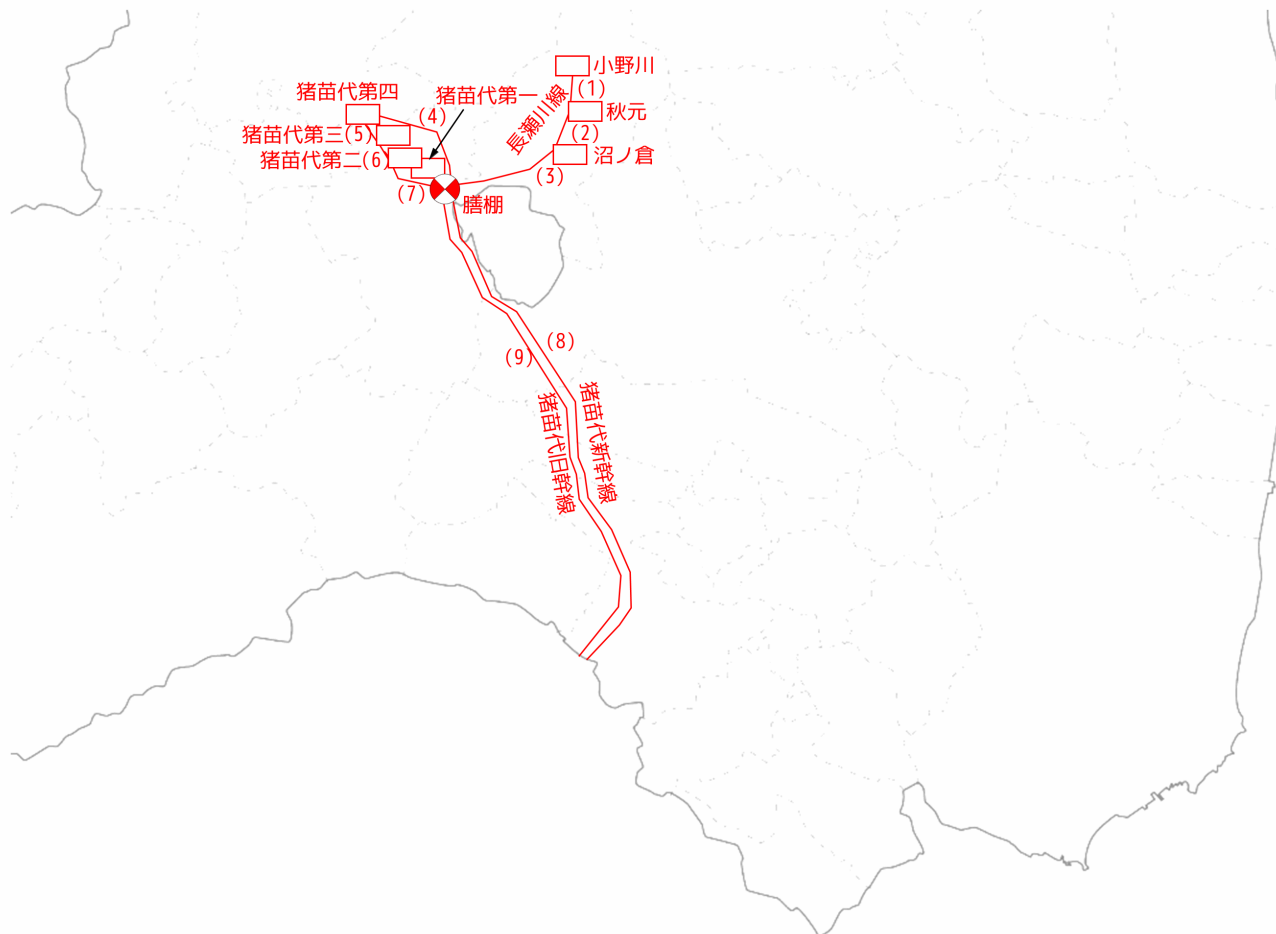 小野川
(1)
猪苗代第四
猪苗代第一
長瀬川線
秋元
(4)
(2)
猪苗代第三(5)
沼ノ倉
猪苗代第二(6)
(3)
(7)
膳棚
(8)
(9)
猪苗代新幹線
猪苗代旧幹線